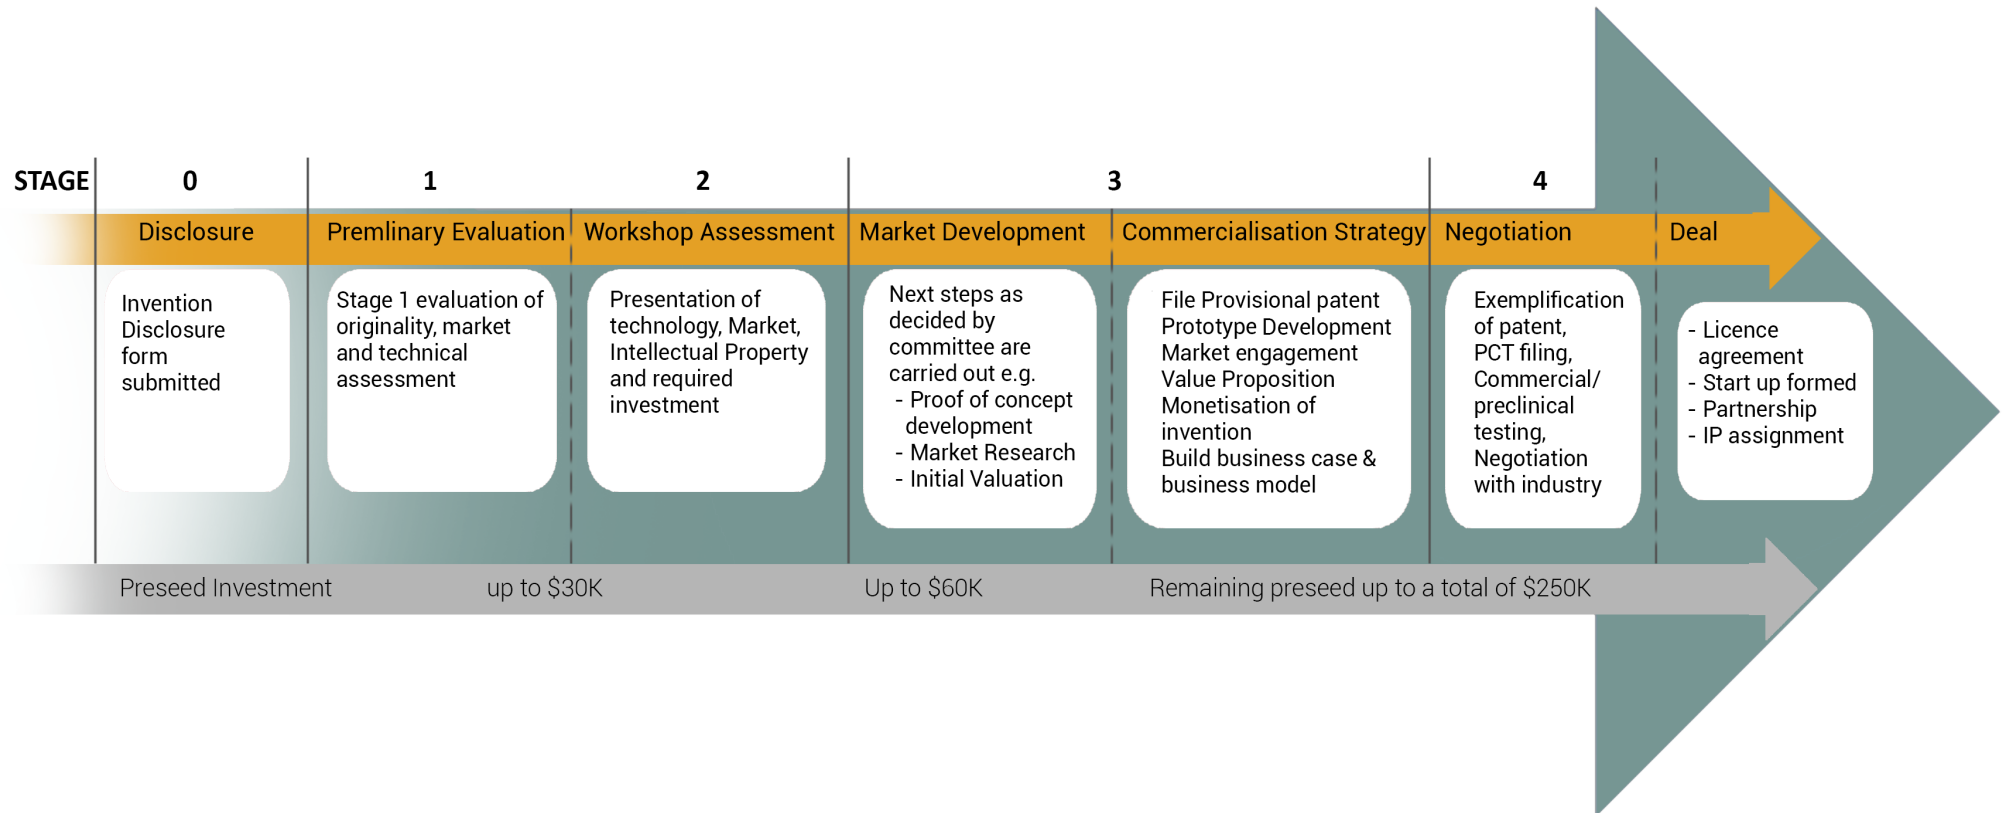 STAGE 0 1 2 3 4
Disclosure Premlinary Evaluation Workshop Assessment Market Development Commercialisation Strategy Negotiation Deal
Invention
Disclosure
form
submitted
Stage 1 evaluation of
originality, market
and technical
assessment
Presentation of
technology, Market,
Intellectual Property
and required
investment
Next steps as
decided by
committee are
carried out e.g.
- Proof of concept
development
- Market Research
- Initial Valuation
File Provisional patent
Prototype Development
Market engagement
Value Proposition
Monetisation of
invention
Build business case &
business model
Exemplification
of patent,
PCT filing,
Commercial/
preclinical
testing,
Negotiation
with industry
- Licence
agreement
- Start up formed
- Partnership
- IP assignment
Preseed Investment up to $30K Up to $60K Remaining preseed up to a total of $250K